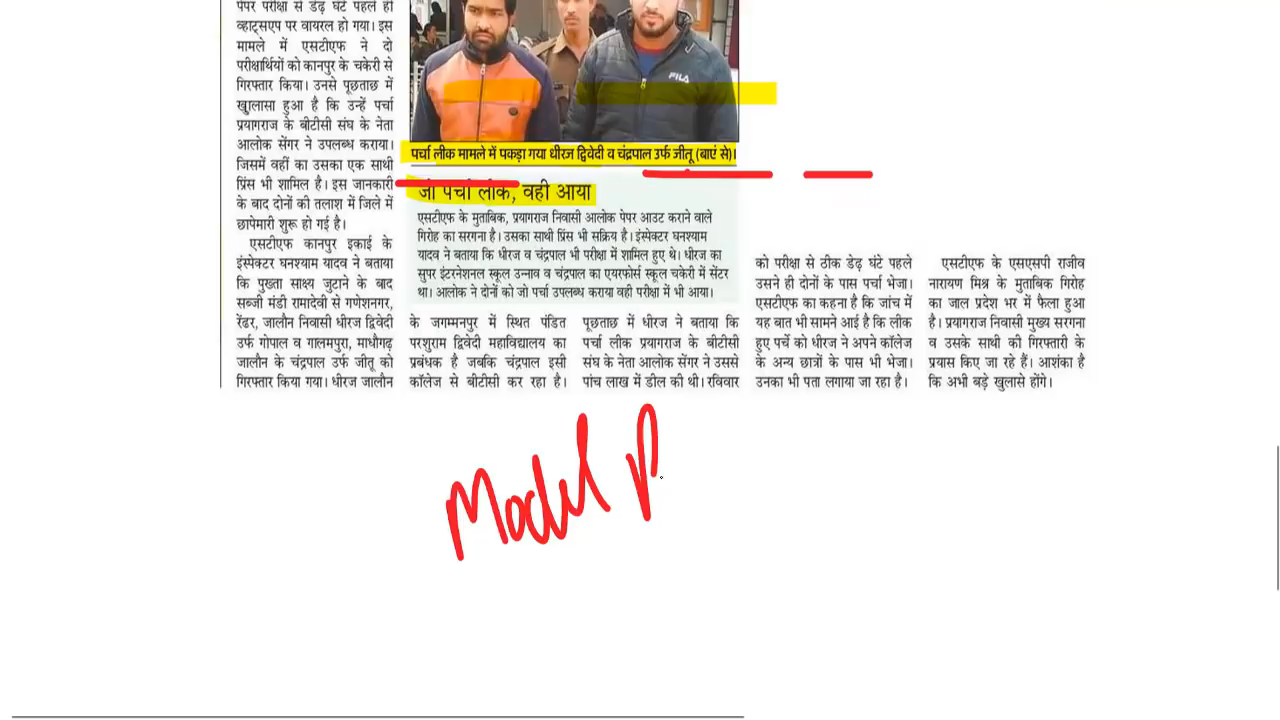 पेपर परीक्षा से डेढ़ घंटे पहले ही
व्हाट्सएप पर वायरल हो गया। इस
मामले में एसटीएफ ने दो
परीक्षार्थियों को कानपुर के चकेरी से
गिरफ्तार किया। उनसे पूछताछ में
खुलासा हुआ है कि उन्हें पर्चा
प्रयागराज के बीटीसी संघ के नेता
आलोक सेंगर ने उपलब्ध कराया।
जिसमें वहीं का उसका एक साथी
प्रिंस भी शामिल है। इस जानकारी
के बाद दोनों की तलाश में जिले में
छापेमारी शुरू हो गई है।
एसटीएफ कानपुर इकाई के
इंस्पेक्टर घनश्याम यादव ने बताया
कि पुख्ता साक्ष्य जुटाने के बाद
सब्जी मंडी रामादेवी से गणेशनगर,
रेंडर, जालौन निवासी धीरज द्विवेदी
उर्फ गोपाल व गालमपुरा, माधौगढ़
जालौन के चंद्रपाल उर्फ जीतू को
गिरफ्तार किया गया। धीरज जालौन
FILA
पर्चा लीक मामले में पकड़ा गया धीरज द्विवेदी व चंद्रपाल उर्फ जीतू (बाएं से)।
जो पर्चा लीक, वही आया
एसटीएफ के मुताबिक, प्रयागराज निवासी आलोक पेपर आउट कराने वाले
गिरोह का सरगना है। उसका साथी प्रिंस भी सक्रिय है। इंस्पेक्टर घनश्याम
यादव ने बताया कि धीरज व चंद्रपाल भी परीक्षा में शामिल हुए थे। धीरज का
सुपर इंटरनेशनल स्कूल उन्नाव व चंद्रपाल का एयरफोर्स स्कूल चकेरी में सेंटर
था। आलोक ने दोनों को जो पर्चा उपलब्ध कराया वही परीक्षा में भी आया।
के जगम्मनपुर में स्थित पंडित
परशुराम द्विवेदी महाविद्यालय का
प्रबंधक है जबकि चंद्रपाल इसी
कॉलेज से बीटीसी कर रहा है।
पूछताछ में धीरज ने बताया कि
पर्चा लीक प्रयागराज के बीटीसी
संघ के नेता आलोक सेंगर ने उससे
पांच लाख में डील की थी। रविवार
को परीक्षा से ठीक डेढ़ घंटे पहले
उसने ही दोनों के पास पर्चा भेजा।
एसटीएफ का कहना है कि जांच में
यह बात भी सामने आई है कि लीक
हुए पर्चे को धीरज ने अपने कॉलेज
के अन्य छात्रों के पास भी भेजा।
उनका भी पता लगाया जा रहा है।
एसटीएफ के एसएसपी राजीव
नारायण मिश्र के मुताबिक गिरोह
का जाल प्रदेश भर में फैला हुआ
है। प्रयागराज निवासी मुख्य सरगना
व उसके साथी की गिरफ्तारी के
प्रयास किए जा रहे हैं। आशंका है
कि अभी बड़े खुलासे होंगे।
Model P